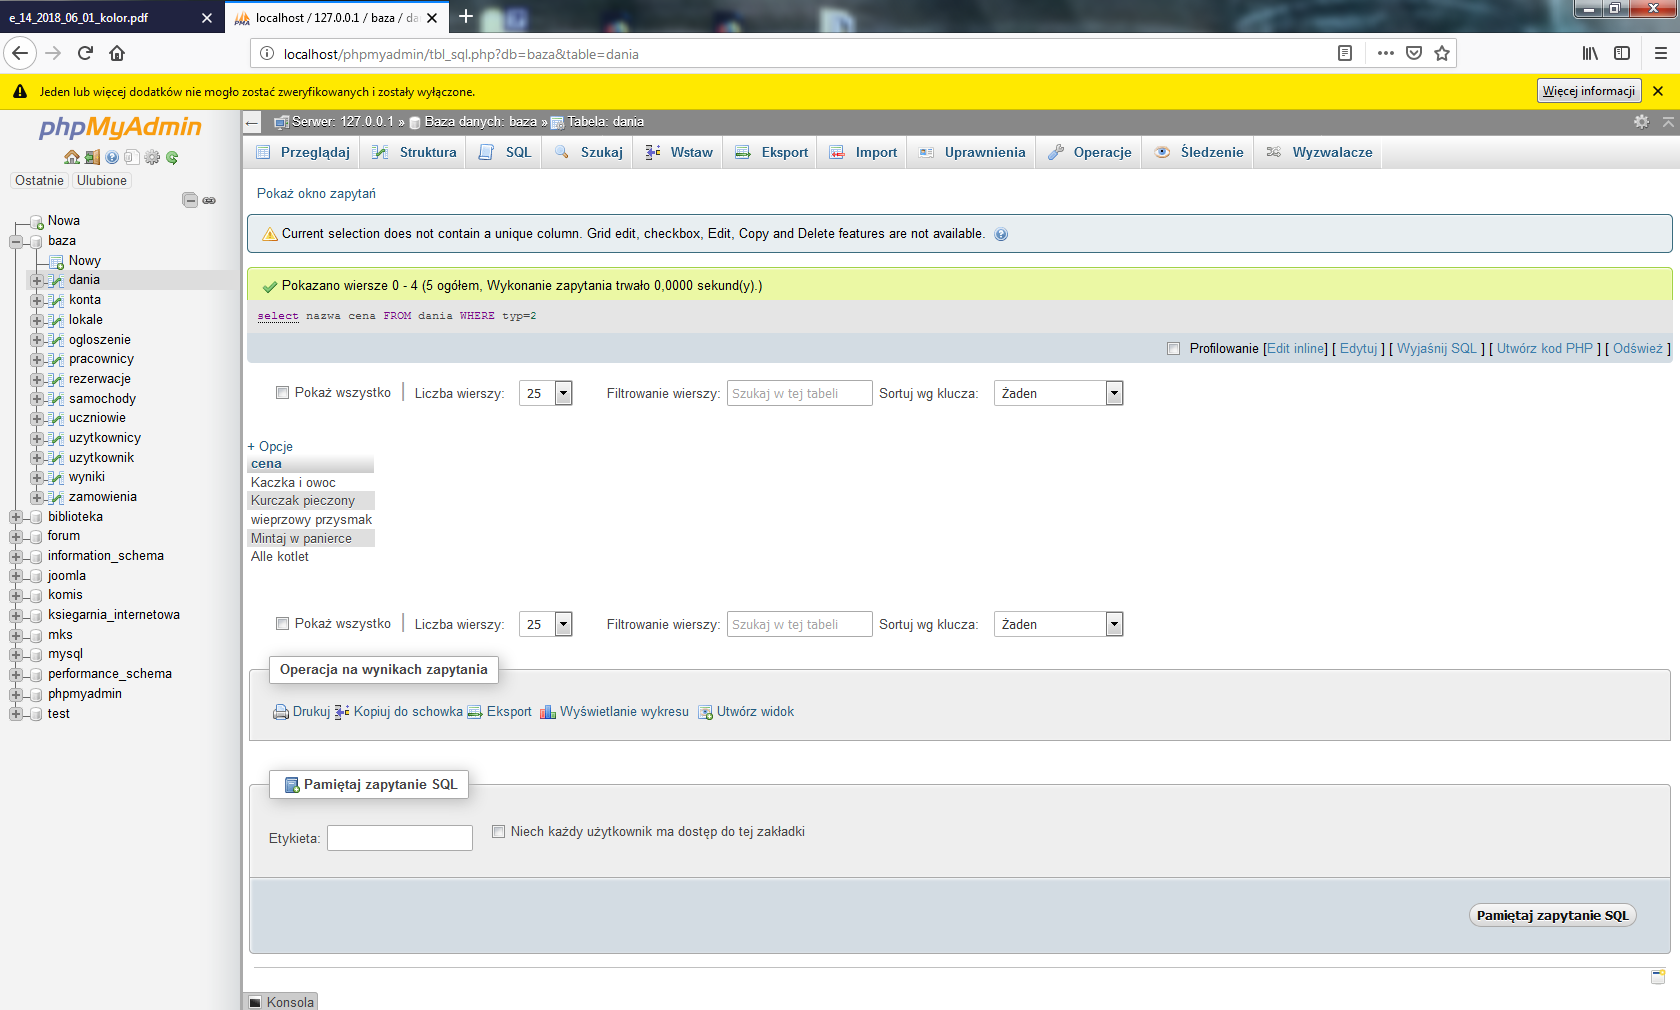 e_14_2018_06_01_kolor.pdf
localhost / 127.0.0.1 / baza / da
localhost/phpmyadmin/tbl_sql.php?db=baza&table=dania
Jeden lub więcej dodatków nie mogło zostać zweryfikowanych i zostały wyłączone.
Więcej informacji
phpMyAdmin
Ostatnie Ulubione
Nowa
baza
Nowy
dania
konta
lokale
ogloszenie
pracownicy
rezerwacje
samochody
uczniowie
uzytkownicy
uzytkownik
wyniki
zamowienia
biblioteka
forum
information_schema
joomla
komis
ksiegarnia_internetowa
mks
mysql
performance_schema
phpmyadmin
test
Serwer: 127.0.0.1 » Baza danych: baza » Tabela: dania
Przeglądaj Struktura SQL Szukaj Wstaw Eksport Import Uprawnienia Operacje Śledzenie Wyzwalacze
Pokaż okno zapytań
Current selection does not contain a unique column. Grid edit, checkbox, Edit, Copy and Delete features are not available.
Pokazano wiersze 0 - 4 (5 ogółem, Wykonanie zapytania trwało 0,0000 sekund(y).)
select nazwa cena FROM dania WHERE typ=2
Profilowanie [Edit inline] [ Edytuj ] [ Wyjaśnij SQL ] [ Utwórz kod PHP ] [ Odśwież ]
Pokaż wszystko | Liczba wierszy: 25 Filtrowanie wierszy: Szukaj w tej tabeli Sortuj wg klucza: Żaden
+ Opcje
cena
Kaczka i owoc
Kurczak pieczony
wieprzowy przysmak
Mintaj w panierce
Alle kotlet
Pokaż wszystko | Liczba wierszy: 25 Filtrowanie wierszy: Szukaj w tej tabeli Sortuj wg klucza: Żaden
Operacja na wynikach zapytania
Drukuj Kopiuj do schowka Eksport Wyświetlanie wykresu Utwórz widok
Pamiętaj zapytanie SQL
Etykieta: Niech każdy użytkownik ma dostęp do tej zakładki
Pamiętaj zapytanie SQL
Konsola